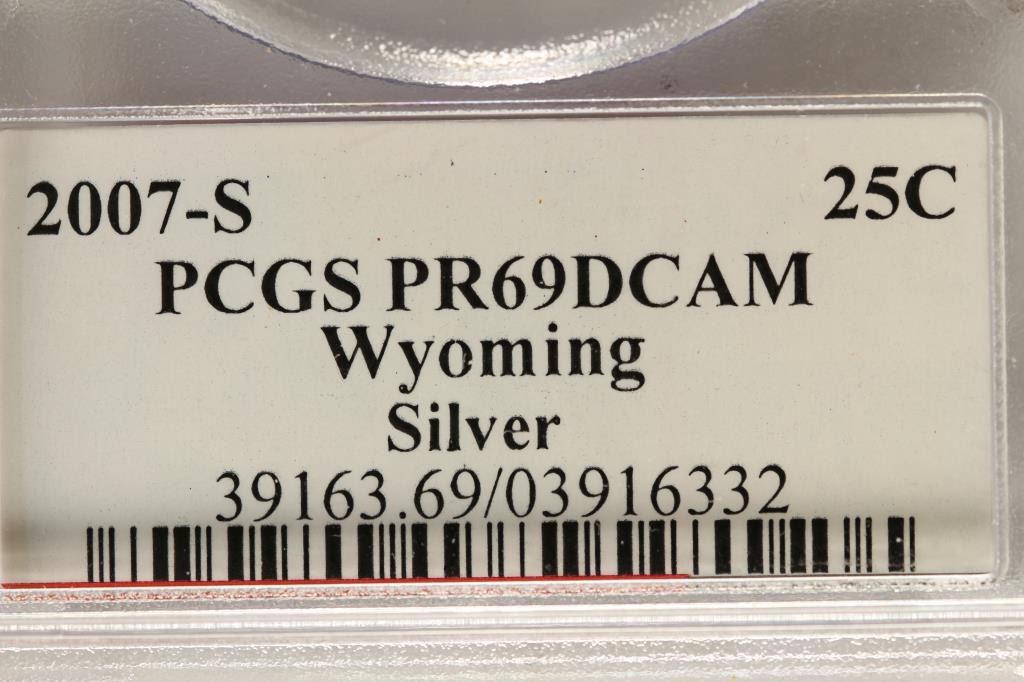 2007-S 25C
PCGS PR69DCAM
Wyoming
Silver
39163.69/03916332